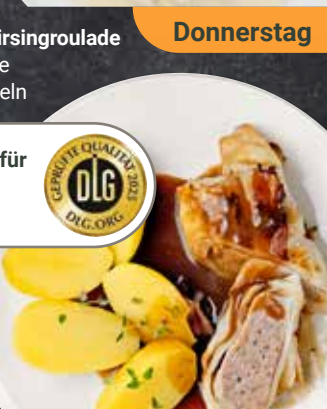 Donnerstag
irsingroulade
e
eln
für
GEPRÜFTE QUALITÄT 2025
DLG
DLG.ORG